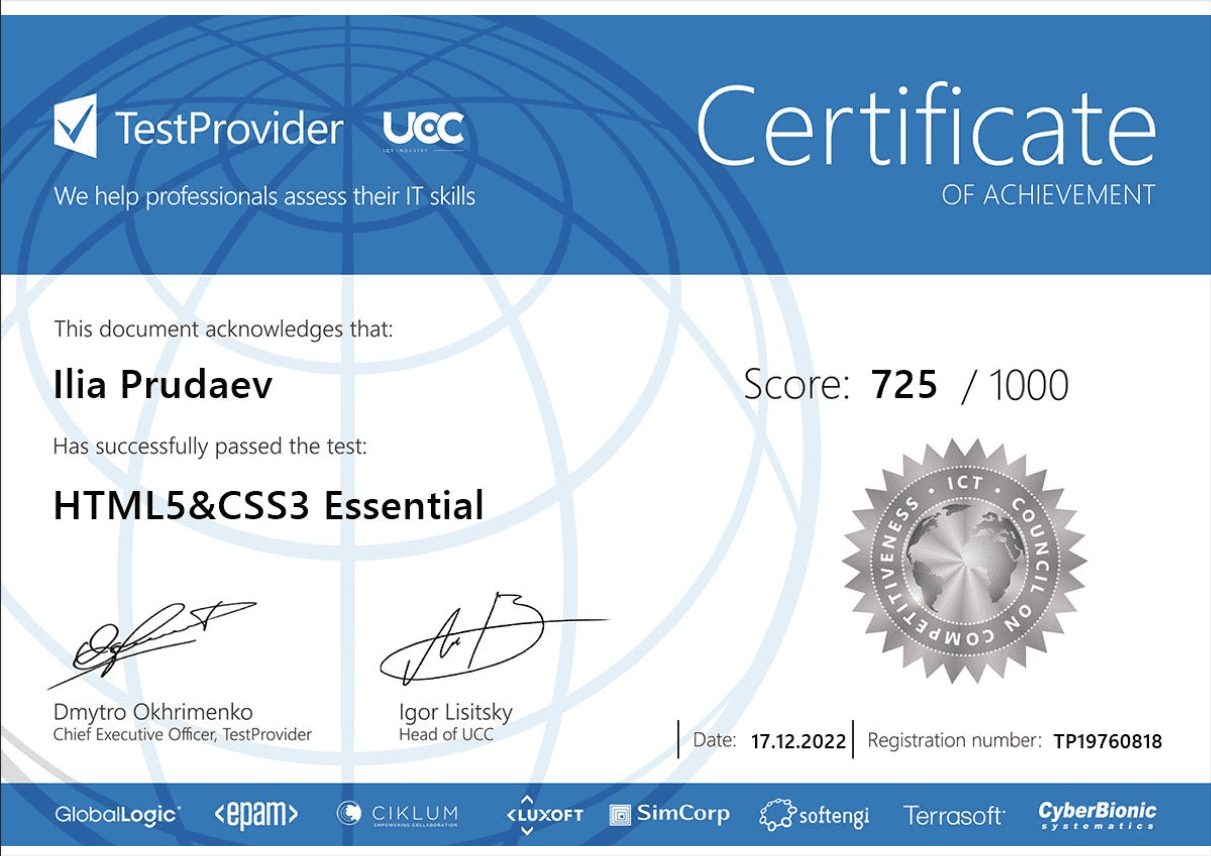 TestProvider
UCC
ICT INDUSTRY
We help professionals assess their IT skills
Certificate
OF ACHIEVEMENT
This document acknowledges that:
Ilia Prudaev
Score: 725 / 1000
Has successfully passed the test:
HTML5&CSS3 Essential
ICT • COUNCIL ON COMPETITIVENESS •
Dmytro Okhrimenko
Chief Executive Officer, TestProvider
Igor Lisitsky
Head of UCC
Date: 17.12.2022
Registration number: TP19760818
GlobalLogic®
<epam>
CIKLUM
EMPOWERING COLLABORATION
<LUXOFT
SimCorp
softengi
Terrasoft
CyberBionic
systematics